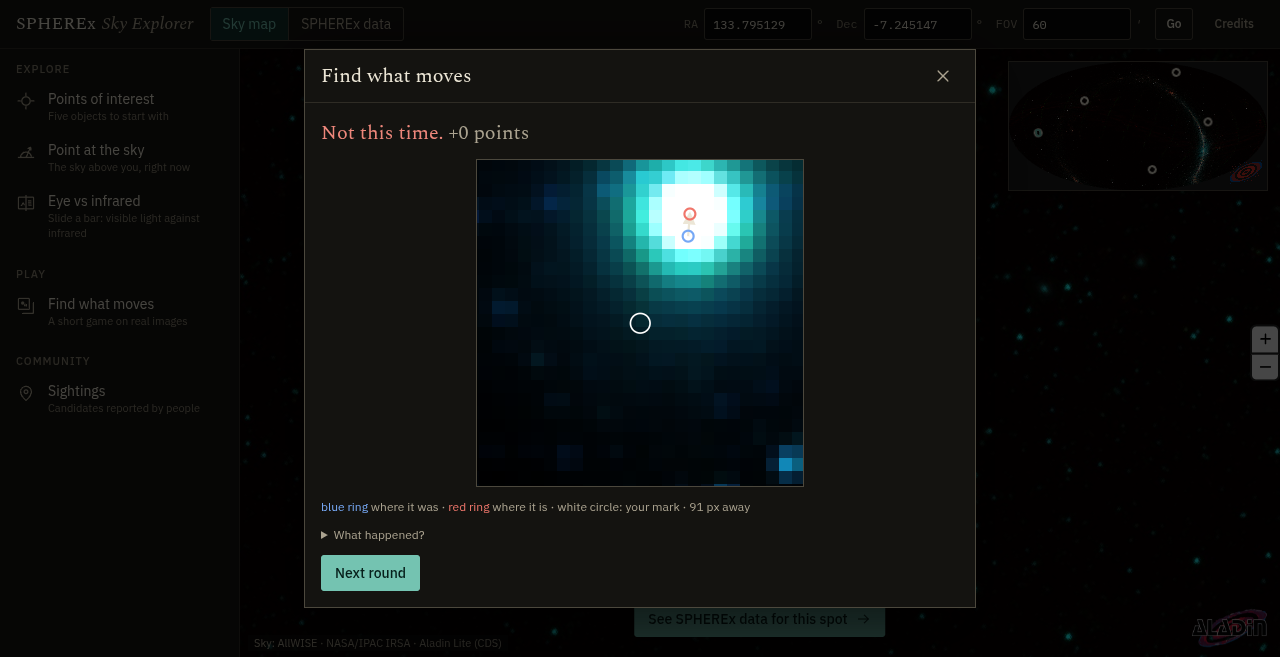 SPHEREx Sky Explorer
Sky map
SPHEREx data
RA 133.795129 ° Dec -7.245147 ° FOV 60 ′
Go
Credits
EXPLORE
Points of interest
Five objects to start with
Point at the sky
The sky above you, right now
Eye vs infrared
Slide a bar: visible light against
infrared
PLAY
Find what moves
A short game on real images
COMMUNITY
Sightings
Candidates reported by people
Find what moves
Not this time. +0 points
blue ring where it was · red ring where it is · white circle: your mark · 91 px away
▶ What happened?
Next round
+
−
See SPHEREx data for this spot →
Sky: AllWISE · NASA/IPAC IRSA · Aladin Lite (CDS)
ALADIN